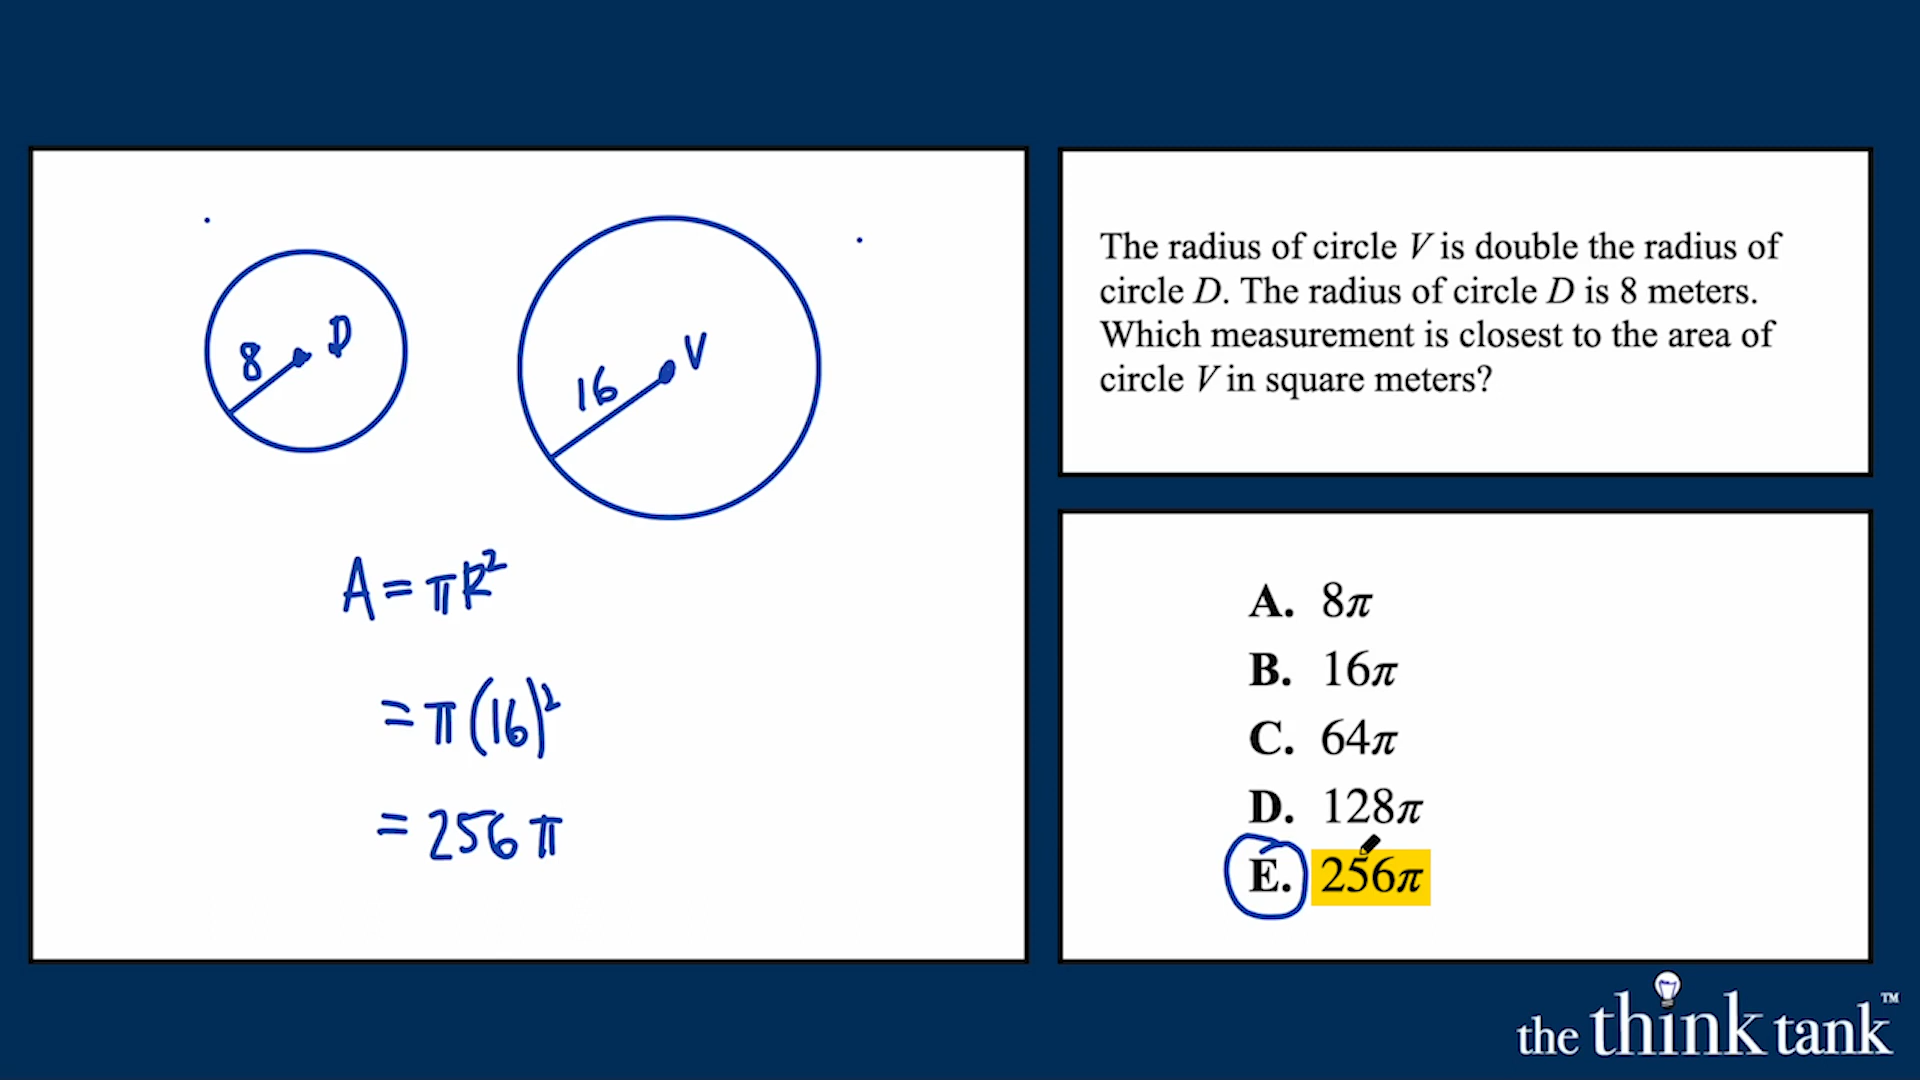 8 D
16 V
A = πR²
= π(16)²
= 256π
The radius of circle V is double the radius of
circle D. The radius of circle D is 8 meters.
Which measurement is closest to the area of
circle V in square meters?
A. 8π
B. 16π
C. 64π
D. 128π
E. 256π
the think tank™